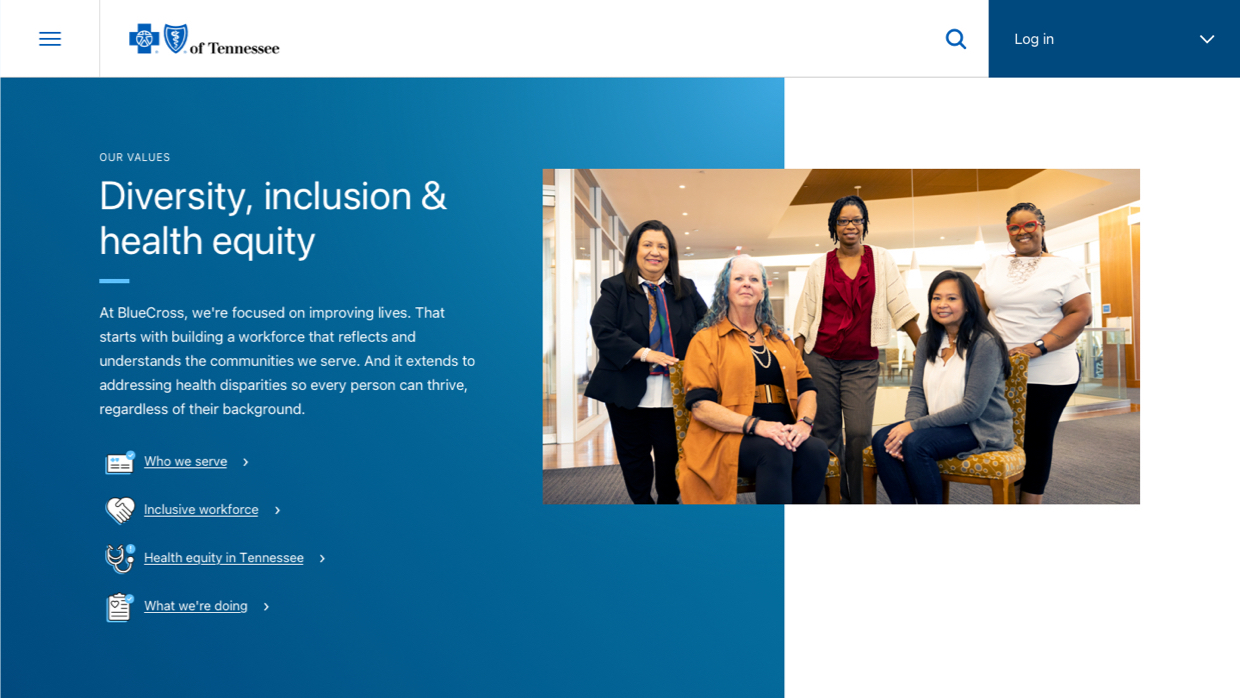 of Tennessee
Log in
OUR VALUES
Diversity, inclusion &
health equity
At BlueCross, we're focused on improving lives. That
starts with building a workforce that reflects and
understands the communities we serve. And it extends to
addressing health disparities so every person can thrive,
regardless of their background.
Who we serve
Inclusive workforce
Health equity in Tennessee
What we're doing